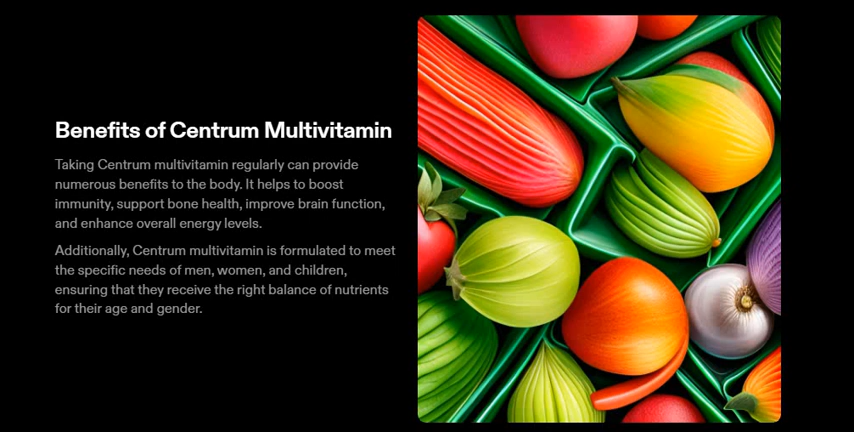 Benefits of Centrum Multivitamin
Taking Centrum multivitamin regularly can provide
numerous benefits to the body. It helps to boost
immunity, support bone health, improve brain function,
and enhance overall energy levels.
Additionally, Centrum multivitamin is formulated to meet
the specific needs of men, women, and children,
ensuring that they receive the right balance of nutrients
for their age and gender.